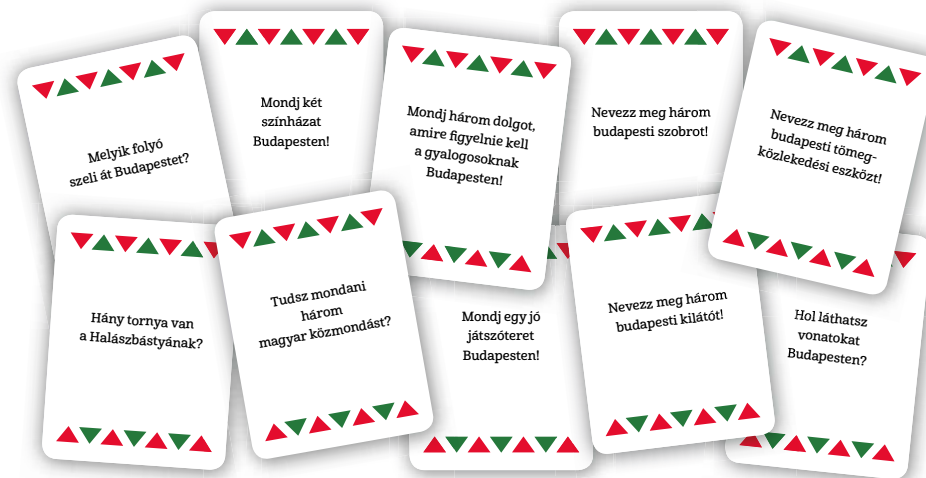 Melyik folyó
szeli át Budapestet?
Mondj két
színházat
Budapesten!
Mondj három dolgot,
amire figyelnie kell
a gyalogosoknak
Budapesten!
Nevezz meg három
budapesti szobrot!
Nevezz meg három
budapesti tömeg-
közlekedési eszközt!
Hány tornya van
a Halászbástyának?
Tudsz mondani
három
magyar közmondást?
Mondj egy jó
játszóteret
Budapesten!
Nevezz meg három
budapesti kilátót!
Hol láthatsz
vonatokat
Budapesten?